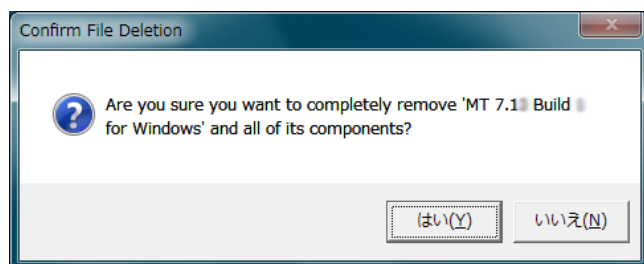 Confirm File Deletion
Are you sure you want to completely remove 'MT 7.1 Build
for Windows' and all of its components?
はい(Y)
いいえ(N)